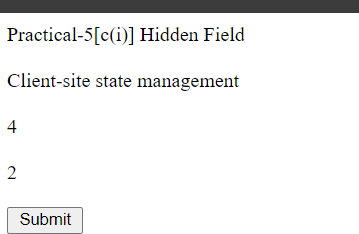 Practical-5[c(i)] Hidden Field
Client-site state management
4
2
Submit